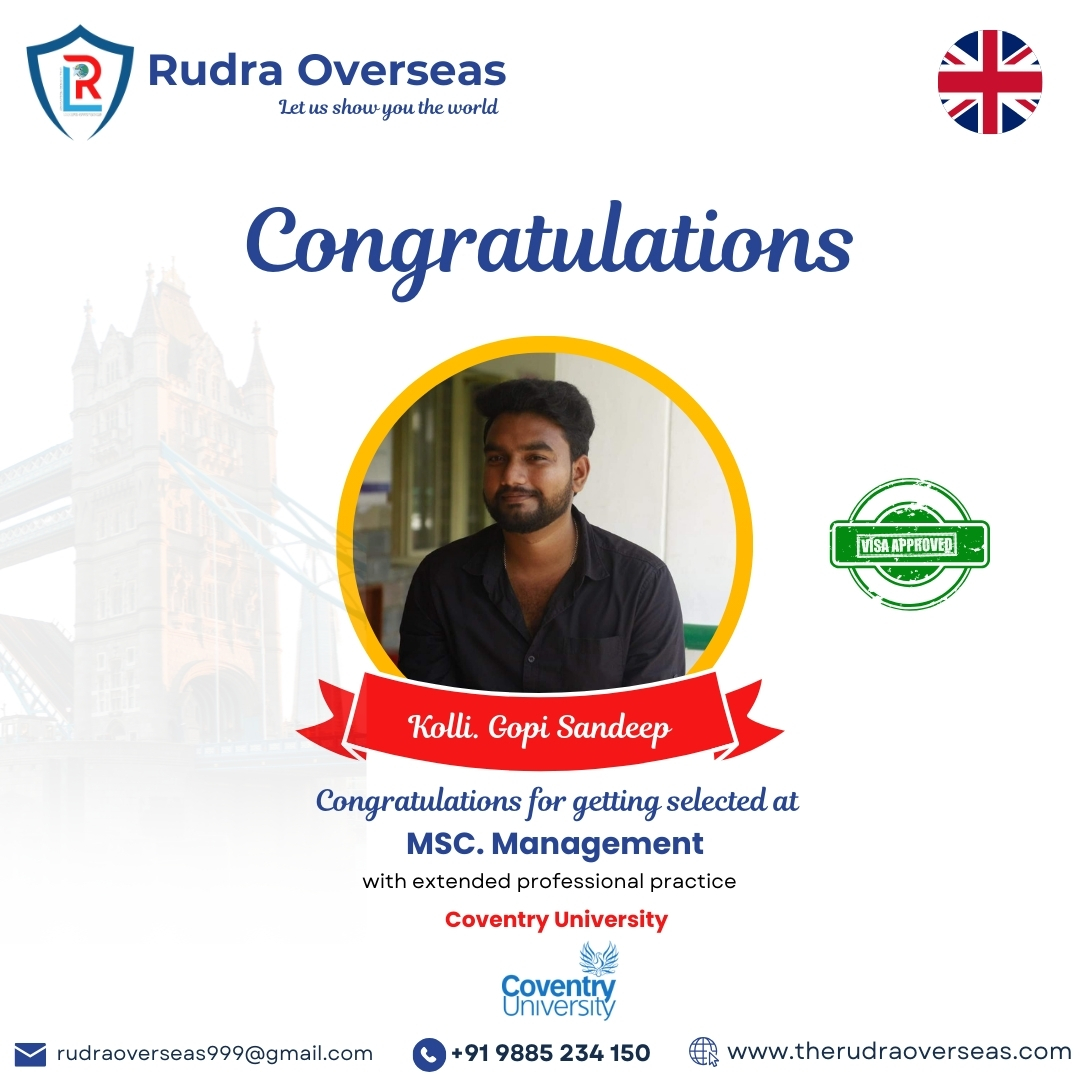 Rudra Overseas
Let us show you the world
Congratulations
VISA APPROVED
Kolli. Gopi Sandeep
Congratulations for getting selected at
MSC. Management
with extended professional practice
Coventry University
Coventry
University
rudraoverseas999@gmail.com
+91 9885 234 150
www.therudraoverseas.com